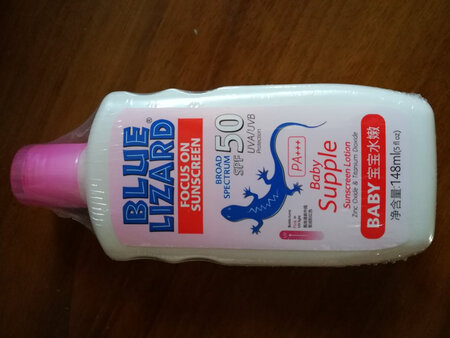 BLUE
LIZARD®
FOCUS ON
SUNSCREEN
BROAD
SPECTRUM
SPF 50
UVA/UVB
Protection
PA+++
Baby
Supple
Sunscreen Lotion
Zinc Oxide & Titanium Dioxide
BABY 宝宝水嫩
净含量:148ml(5 fl oz)